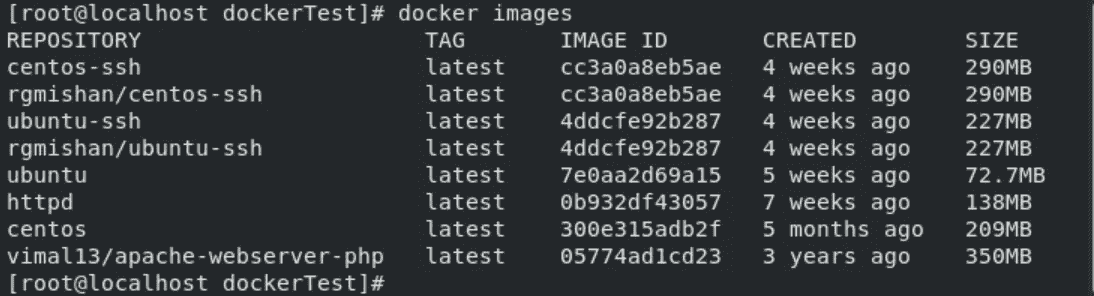 [root@localhost dockerTest]# docker images
REPOSITORY                     TAG       IMAGE ID       CREATED        SIZE
centos-ssh                     latest    cc3a0a8eb5ae   4 weeks ago    290MB
rgmishan/centos-ssh            latest    cc3a0a8eb5ae   4 weeks ago    290MB
ubuntu-ssh                     latest    4ddcfe92b287   4 weeks ago    227MB
rgmishan/ubuntu-ssh            latest    4ddcfe92b287   4 weeks ago    227MB
ubuntu                         latest    7e0aa2d69a15   5 weeks ago    72.7MB
httpd                          latest    0b932df43057   7 weeks ago    138MB
centos                         latest    300e315adb2f   5 months ago   209MB
vimal13/apache-webserver-php   latest    05774ad1cd23   3 years ago    350MB
[root@localhost dockerTest]#